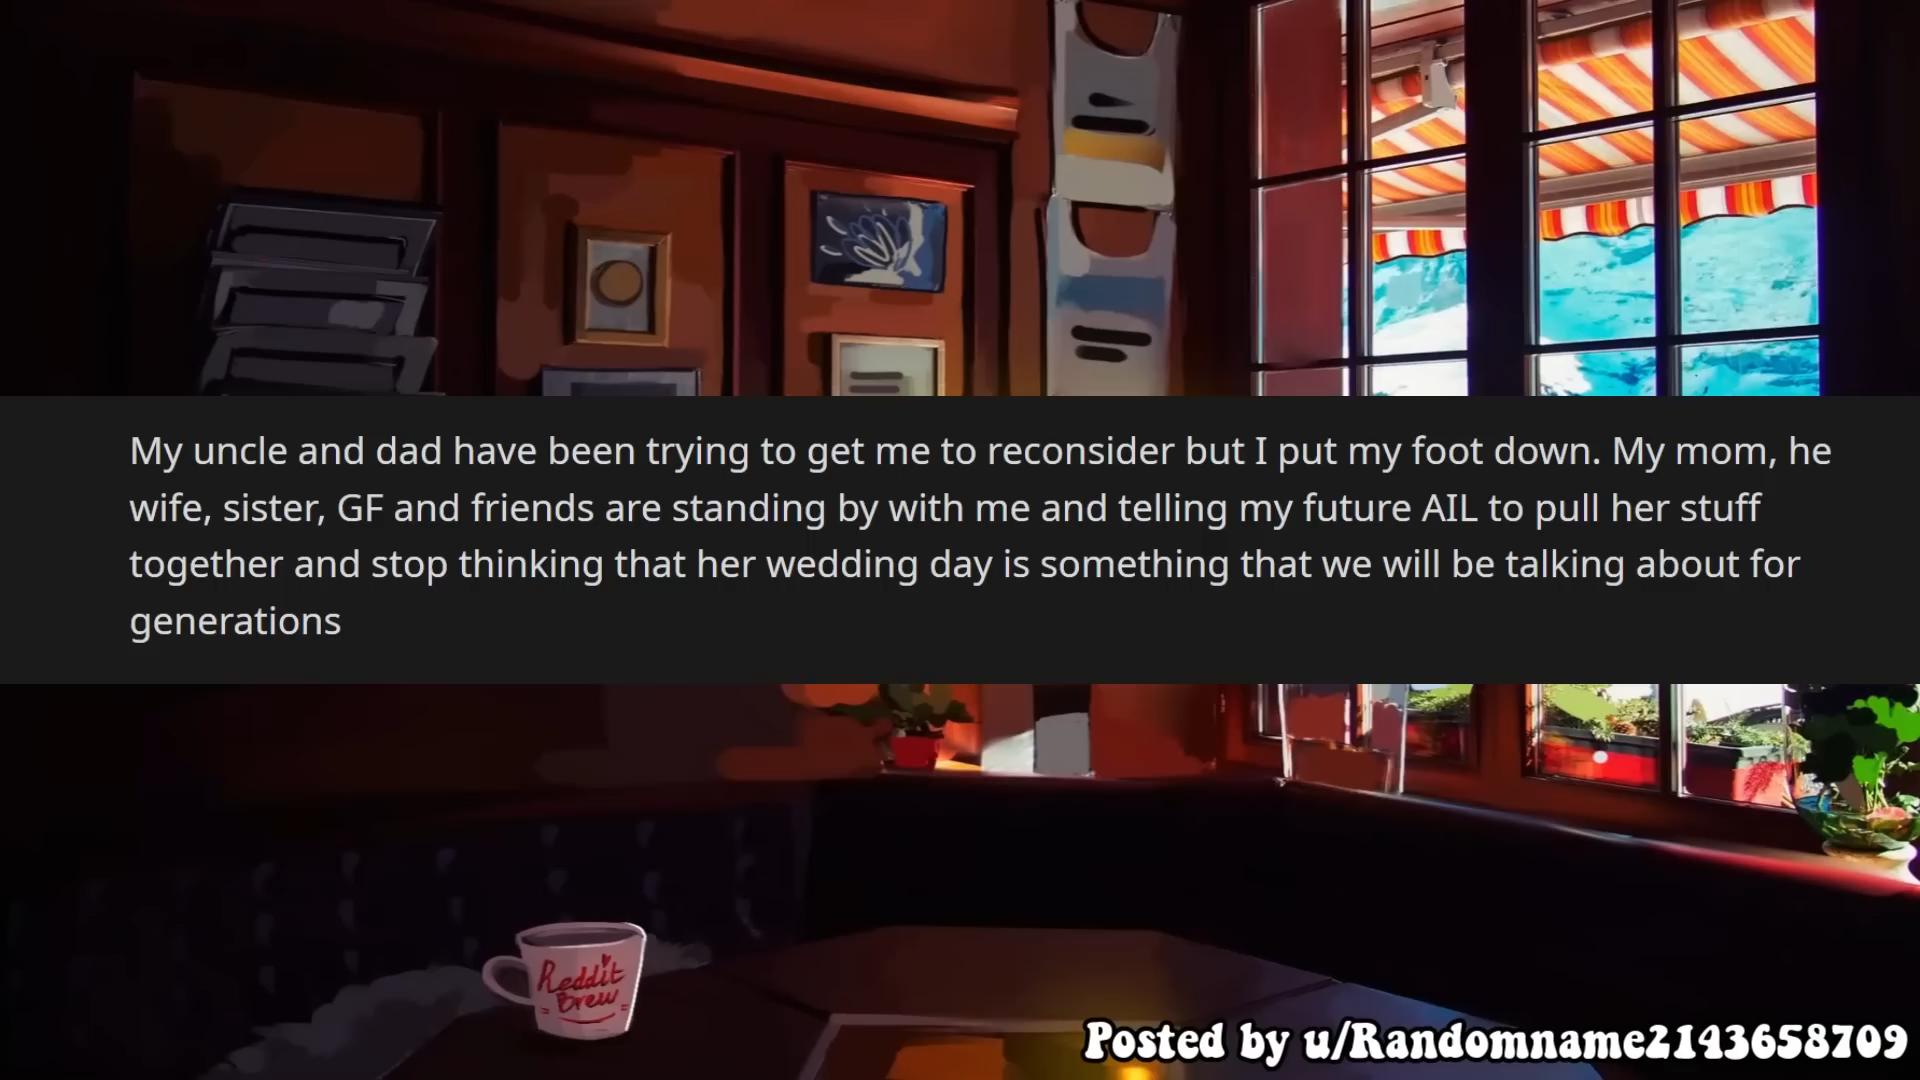 My uncle and dad have been trying to get me to reconsider but I put my foot down. My mom, he
wife, sister, GF and friends are standing by with me and telling my future AIL to pull her stuff
together and stop thinking that her wedding day is something that we will be talking about for
generations
Reddit
Brew
Posted by u/Randomname2143658709